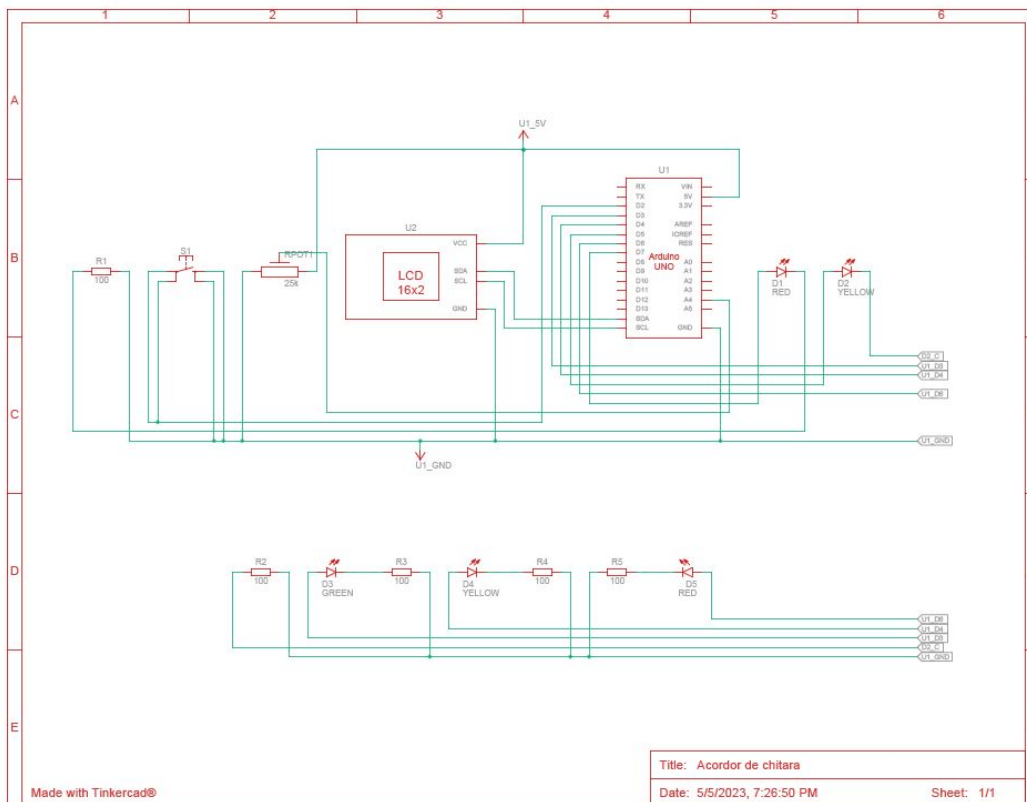 1 2 3 4 5 6
A
B
C
D
E
U1_5V
U1
RX VIN
TX 5V
D2 3.3V
D3
D4 AREF
D5 IOREF
D6 RES
D7
D8 A0
D9 A1
D10 A2
D11 A3
D12 A4
D13 A5
SDA
SCL GND
Arduino
UNO
U2
VCC
LCD
16x2
SDA
SCL
GND
R1
100
S1
RPOT1
25k
D1
RED
D2
YELLOW
D2_C
U1_D3
U1_D4
U1_D6
U1_GND
U1_GND
R2
100
D3
GREEN
R3
100
D4
YELLOW
R4
100
R5
100
D5
RED
U1_D6
U1_D4
U1_D3
D2_C
U1_GND
Title: Acordor de chitara
Made with Tinkercad®
Date: 5/5/2023, 7:26:50 PM Sheet: 1/1